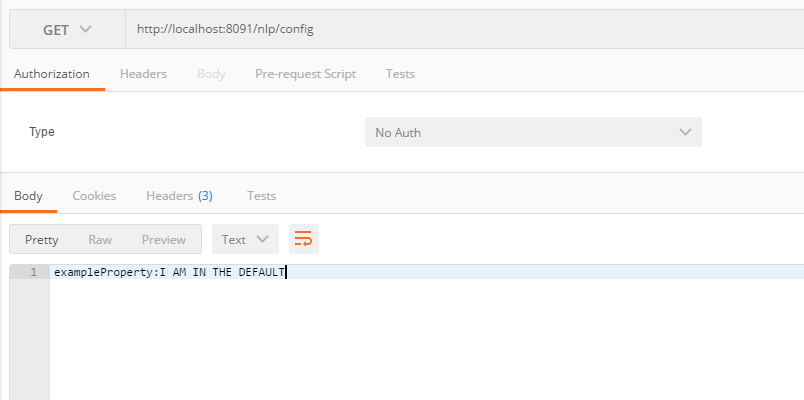 GET http://localhost:8091/nlp/config
Authorization Headers Body Pre-request Script Tests
Type No Auth
Body Cookies Headers (3) Tests
Pretty Raw Preview Text
1 exampleProperty:I AM IN THE DEFAULT